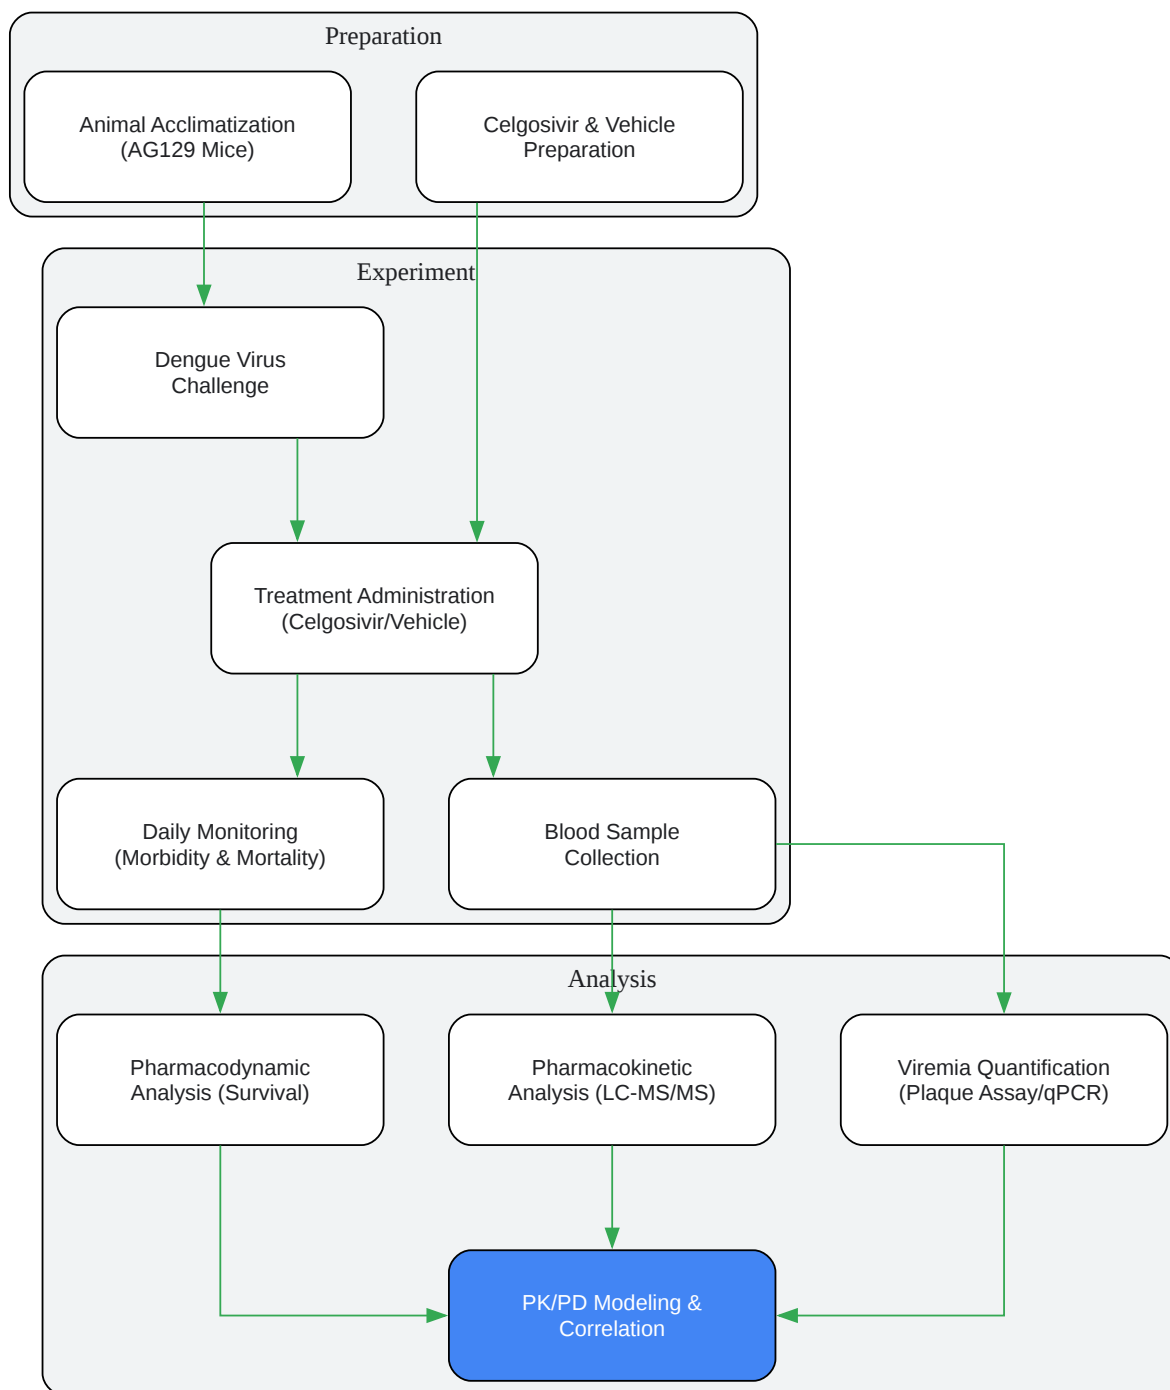 Preparation
Animal Acclimatization
(AG129 Mice)
Celgosivir & Vehicle
Preparation
Experiment
Dengue Virus
Challenge
Treatment Administration
(Celgosivir/Vehicle)
Daily Monitoring
(Morbidity & Mortality)
Blood Sample
Collection
Analysis
Pharmacodynamic
Analysis (Survival)
Pharmacokinetic
Analysis (LC-MS/MS)
Viremia Quantification
(Plaque Assay/qPCR)
PK/PD Modeling &
Correlation